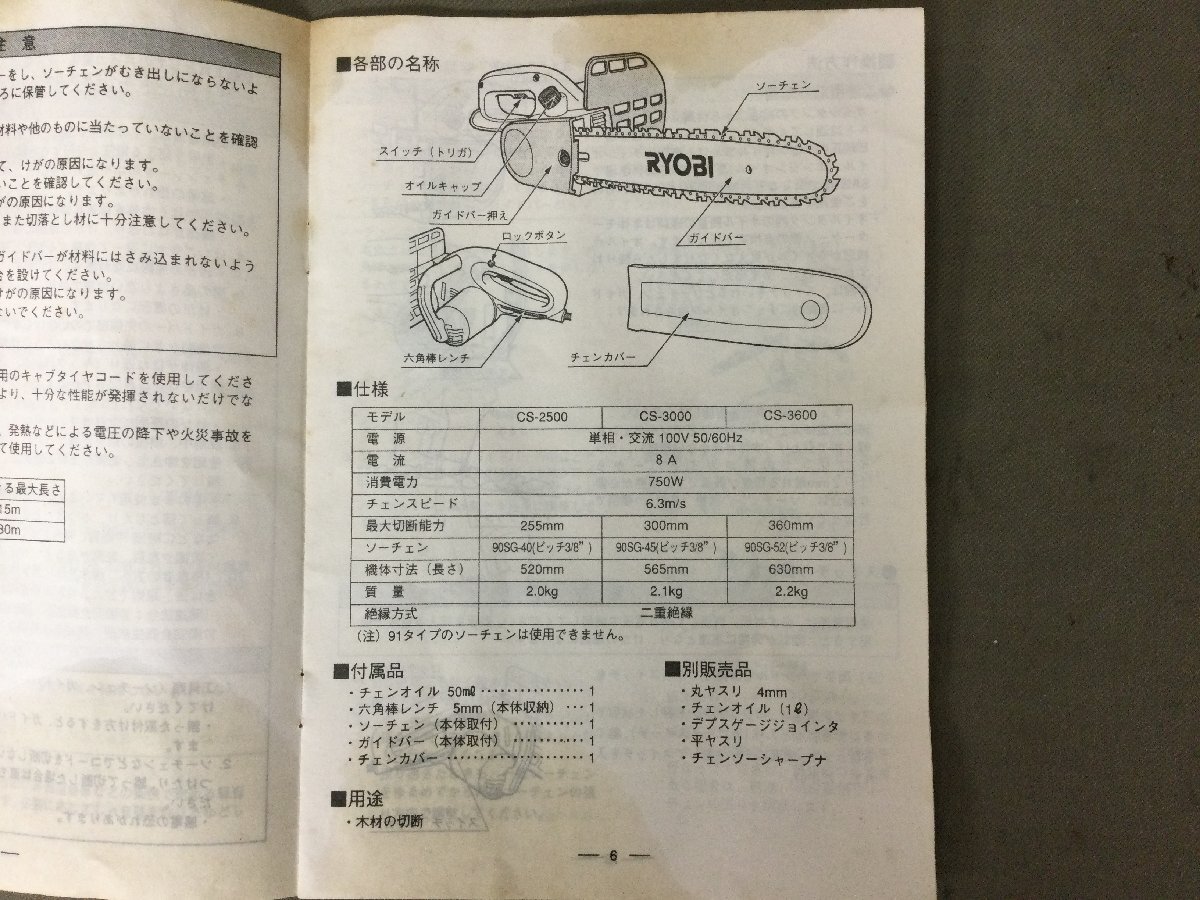 注 意
ーをし、ソーチェンがむき出しにならないよ
ろに保管してください。
材料や他のものに当たっていないことを確認
て、けがの原因になります。
いことを確認してください。
がの原因になります。
また切落とし材に十分注意してください。
ガイドバーが材料にはさみ込まれないよう
台を設けてください。
けがの原因になります。
ないでください。
用のキャブタイヤコードを使用してくださ
より、十分な性能が発揮されないだけでな
、発熱などによる電圧の降下や火災事故を
て使用してください。
る最大長さ
15m
30m
■各部の名称
ソーチェン
スイッチ（トリガ）
RYOBI
オイルキャップ
ガイドバー押え
ロックボタン
ガイドバー
六角棒レンチ
チェンカバー
■仕様
モデル CS-2500 CS-3000 CS-3600
電 源 単相・交流 100V 50/60Hz
電 流 8 A
消費電力 750W
チェンスピード 6.3m/s
最大切断能力 255mm 300mm 360mm
ソーチェン 90SG-40(ピッチ3/8") 90SG-45(ピッチ3/8") 90SG-52(ピッチ3/8")
機体寸法（長さ） 520mm 565mm 630mm
質 量 2.0kg 2.1kg 2.2kg
絶縁方式 二重絶縁
（注）91タイプのソーチェンは使用できません。
■付属品
・チェンオイル 50mℓ ················ 1
・六角棒レンチ 5mm（本体収納） ··· 1
・ソーチェン（本体取付） ··········· 1
・ガイドバー（本体取付） ··········· 1
・チェンカバー ····················· 1
■別販売品
・丸ヤスリ 4mm
・チェンオイル（1ℓ）
・デプスゲージジョインタ
・平ヤスリ
・チェンソーシャープナ
■用途
・木材の切断
— 6 —